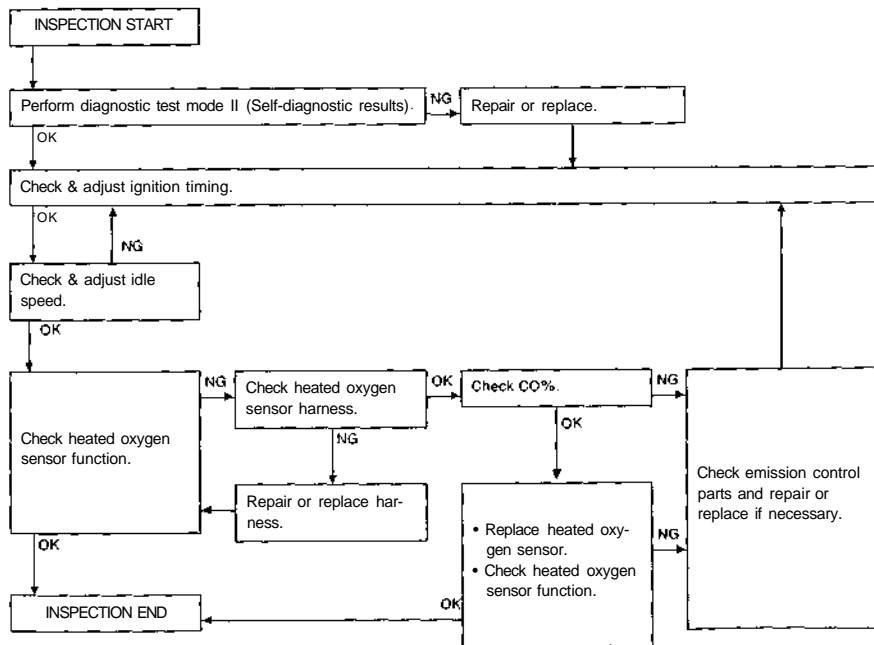 INSPECTION START
Perform diagnostic test mode II (Self-diagnostic results).
NG
Repair or replace.
OK
Check & adjust ignition timing.
OK
NG
Check & adjust idle
speed.
OK
Check heated oxygen
sensor function.
NG
Check heated oxygen
sensor harness.
OK
Check CO%.
NG
Check emission control
parts and repair or
replace if necessary.
NG
OK
Repair or replace har-
ness.
• Replace heated oxy-
gen sensor.
• Check heated oxygen
sensor function.
NG
OK
OK
INSPECTION END